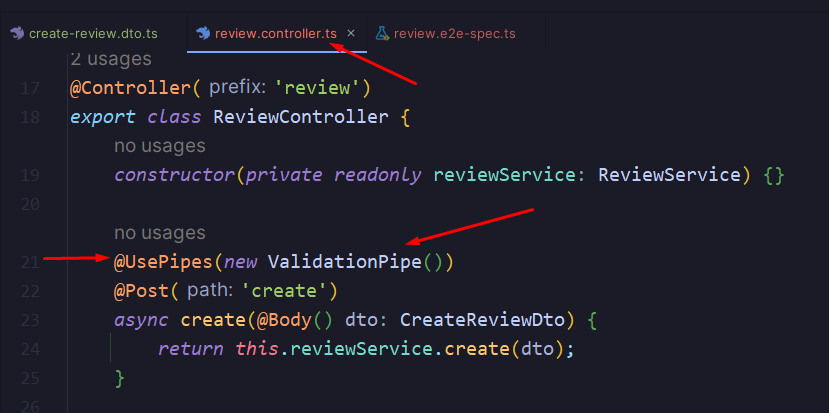 create-review.dto.ts review.controller.ts × review.e2e-spec.ts
2 usages
17 @Controller( prefix: 'review')
18 export class ReviewController {
no usages
19 constructor(private readonly reviewService: ReviewService) {}
20
no usages
21 @UsePipes(new ValidationPipe())
22 @Post( path: 'create')
23 async create(@Body() dto: CreateReviewDto) {
24 return this.reviewService.create(dto);
25 }
26